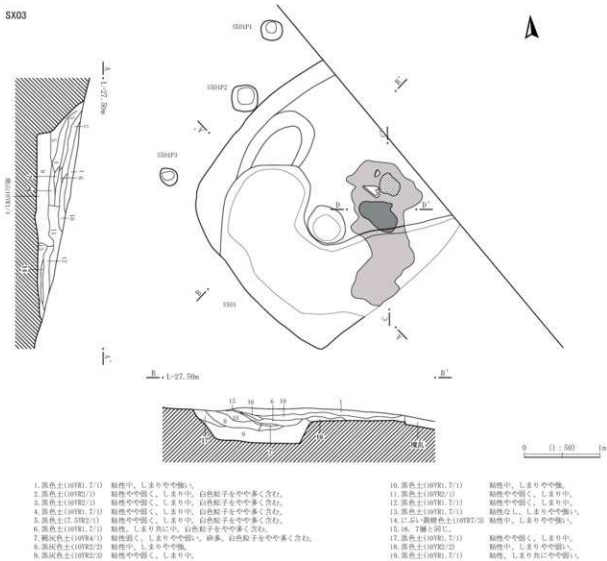 SX03
SX01P1
SX01P2
SX01P3
A
L-27.50m
A'
B
B'
C
D
D'
SX01
B L-27.50m B'
15 16 6 18 1
0 (1:50) 1m
1.黒色土(10YR1.7/1) 粘性中、しまりやや強い。
2.黒色土(10YR2/1) 粘性やや弱く、しまり中。白色粒子をやや多く含む。
3.黒色土(10YR2/1) 粘性やや弱く、しまり中。白色粒子をやや多く含む。
4.黒色土(10YR1.7/1) 粘性やや弱く、しまり中。白色粒子をやや多く含む。
5.黒色土(7.5YR2/1) 粘性やや弱く、しまり中。白色粒子をやや多く含む。
6.黒色土(10YR1.7/1) 粘性、しまり共に中。白色粒子をやや多く含む。
7.褐灰色土(10YR4/1) 粘性弱く、しまりやや弱い。砂多。白色粒子をやや多く含む。
8.黒灰色土(10YR2/2) 粘性中、しまりやや強。
9.黒灰色土(10YR2/3) 粘性やや弱く、しまり中。
10.黒色土(10YR1.7/1) 粘性中、しまりやや強。
11.黒色土(10YR2/1) 粘性やや弱く、しまり中。
12.黒色土(10YR1.7/1) 粘性やや弱く、しまり中。
13.黒色土(10YR1.7/1) 粘性なし、しまりやや強い。
14.にぶい黄橙色土(10YR7/3) 粘性中、しまりやや強い。
15,16. 7層と同じ。
17.黒色土(10YR1.7/1) 粘性やや弱く、しまり中。
18.黒色土(10YR2/2) 粘性中、しまりやや弱い。
19.黒色土(10YR1.7/1) 粘性、しまり共にやや弱い。